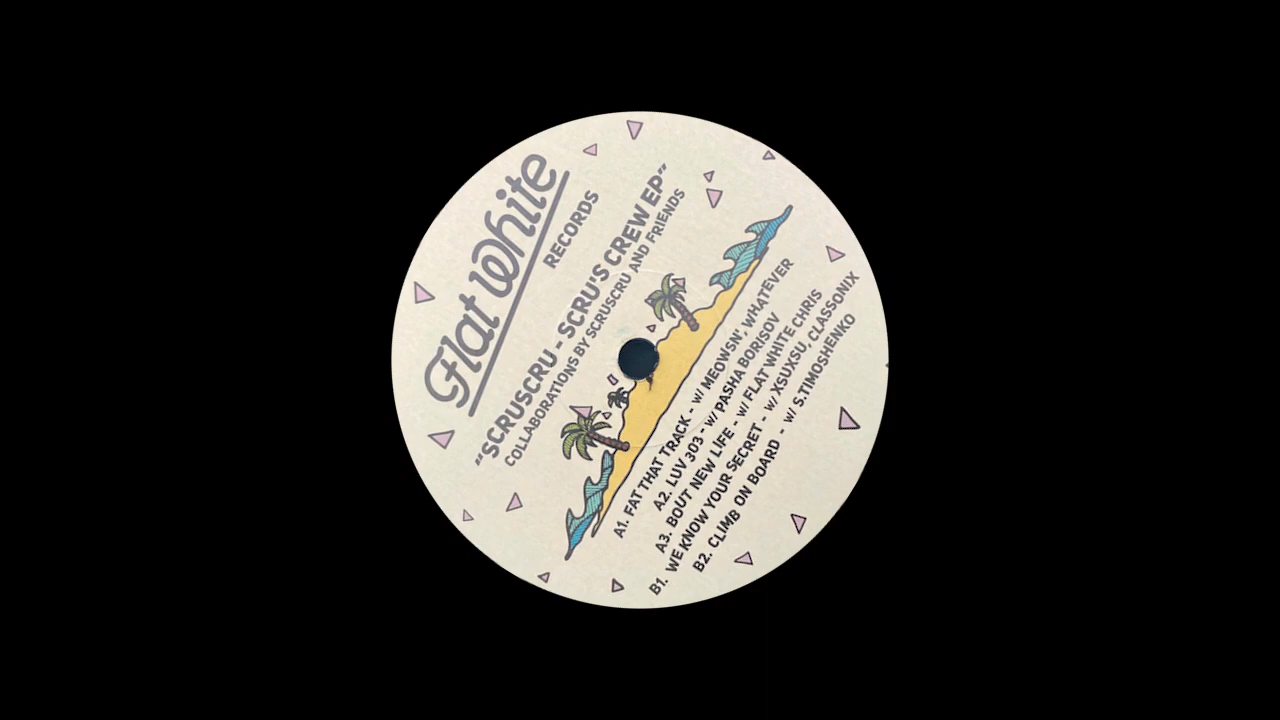 Flat White
RECORDS
"SCRUSCRU - SCRU'S CREW EP"
COLLABORATIONS BY SCRUSCRU AND FRIENDS
A1. FAT THAT TRACK - W/ MEOWSN', WHATEVER
A2. LUV 303 - W/ PASHA BORISOV
A3. BOUT NEW LIFE - W/ FLAT WHITE CHRIS
B1. WE KNOW YOUR SECRET - W/ XSUXSU, CLASSONIX
B2. CLIMB ON BOARD - W/ S.TIMOSHENKO